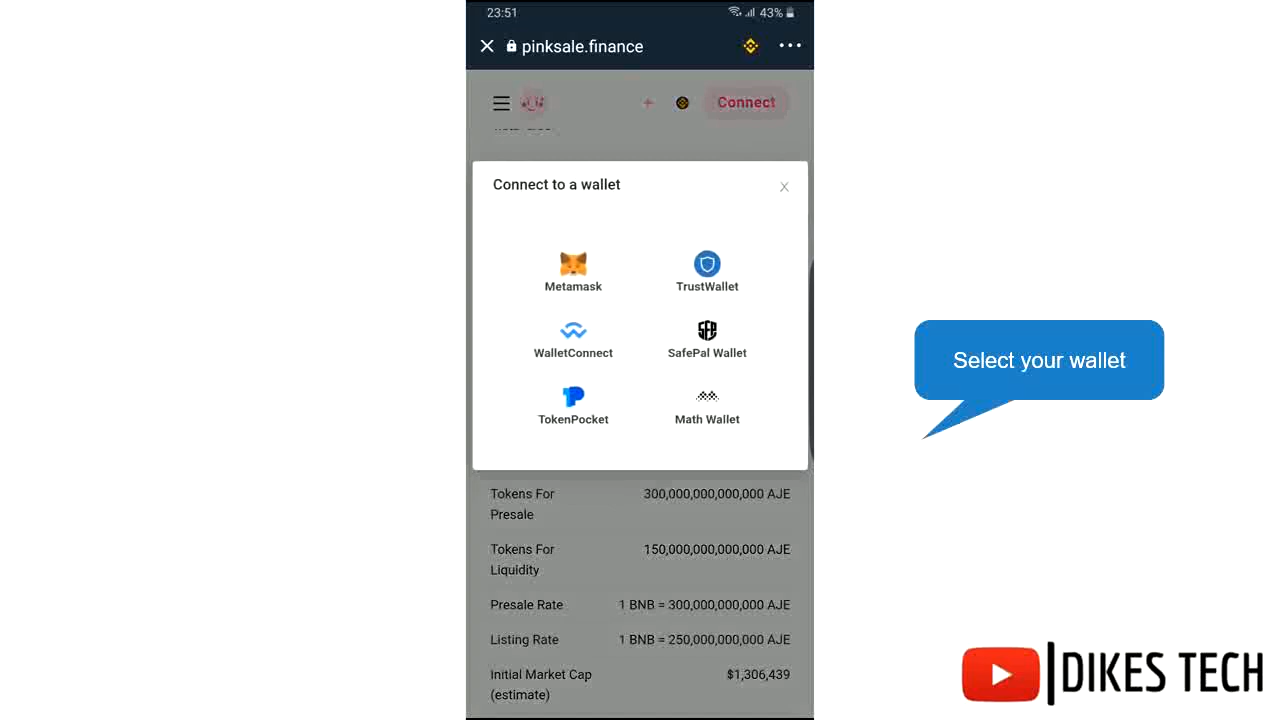 23:51
43%
pinksale.finance
Connect
Connect to a wallet
X
Metamask
TrustWallet
WalletConnect
SafePal Wallet
TokenPocket
Math Wallet
Select your wallet
Tokens For
Presale
300,000,000,000,000 AJE
Tokens For
Liquidity
150,000,000,000,000 AJE
Presale Rate
1 BNB = 300,000,000,000 AJE
Listing Rate
1 BNB = 250,000,000,000 AJE
Initial Market Cap
(estimate)
$1,306,439
DIKES TECH